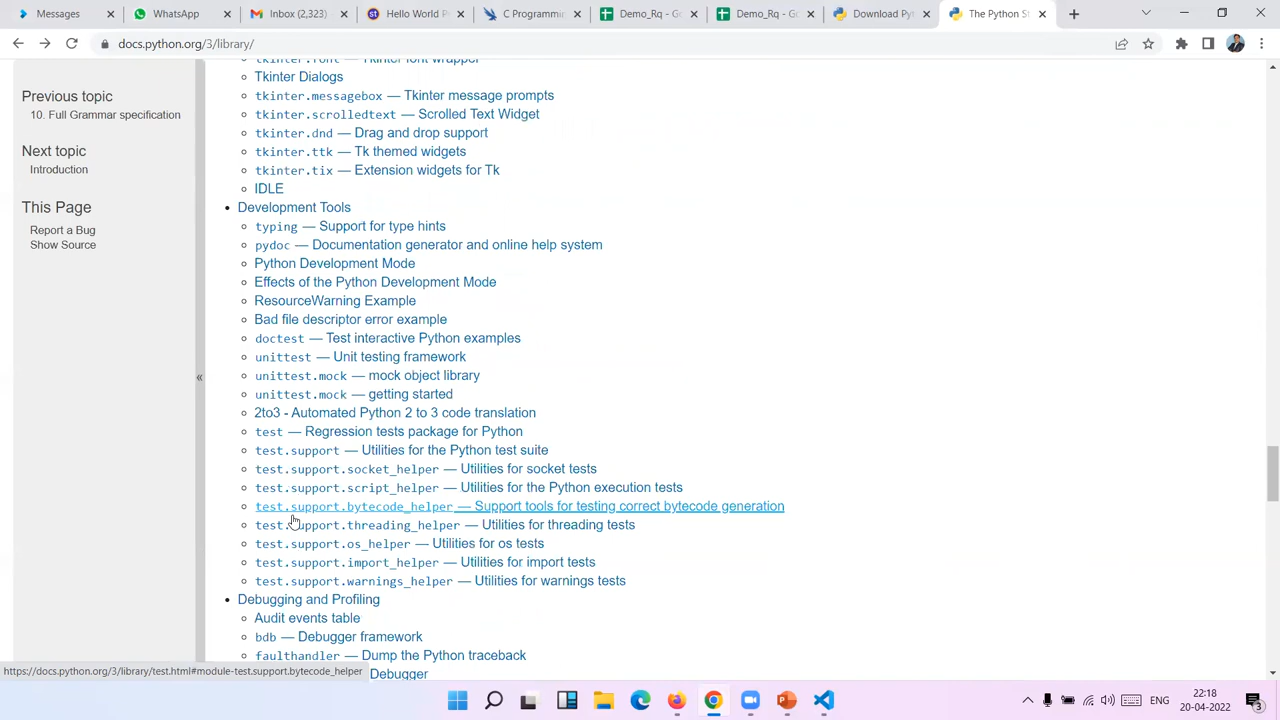 Messages
WhatsApp
Inbox (2,323)
Hello World P
C Programmin
Demo_Rq - Go
Demo_Rq - Go
Download Pyt
The Python St
docs.python.org/3/library/
Previous topic
10. Full Grammar specification
Next topic
Introduction
This Page
Report a Bug
Show Source
«
tkinter.font — Tkinter font wrapper
Tkinter Dialogs
tkinter.messagebox — Tkinter message prompts
tkinter.scrolledtext — Scrolled Text Widget
tkinter.dnd — Drag and drop support
tkinter.ttk — Tk themed widgets
tkinter.tix — Extension widgets for Tk
IDLE
Development Tools
typing — Support for type hints
pydoc — Documentation generator and online help system
Python Development Mode
Effects of the Python Development Mode
ResourceWarning Example
Bad file descriptor error example
doctest — Test interactive Python examples
unittest — Unit testing framework
unittest.mock — mock object library
unittest.mock — getting started
2to3 - Automated Python 2 to 3 code translation
test — Regression tests package for Python
test.support — Utilities for the Python test suite
test.support.socket_helper — Utilities for socket tests
test.support.script_helper — Utilities for the Python execution tests
test.support.bytecode_helper — Support tools for testing correct bytecode generation
test.support.threading_helper — Utilities for threading tests
test.support.os_helper — Utilities for os tests
test.support.import_helper — Utilities for import tests
test.support.warnings_helper — Utilities for warnings tests
Debugging and Profiling
Audit events table
bdb — Debugger framework
faulthandler — Dump the Python traceback
Debugger
https://docs.python.org/3/library/test.html#module-test.support.bytecode_helper
ENG
22:18
20-04-2022
3